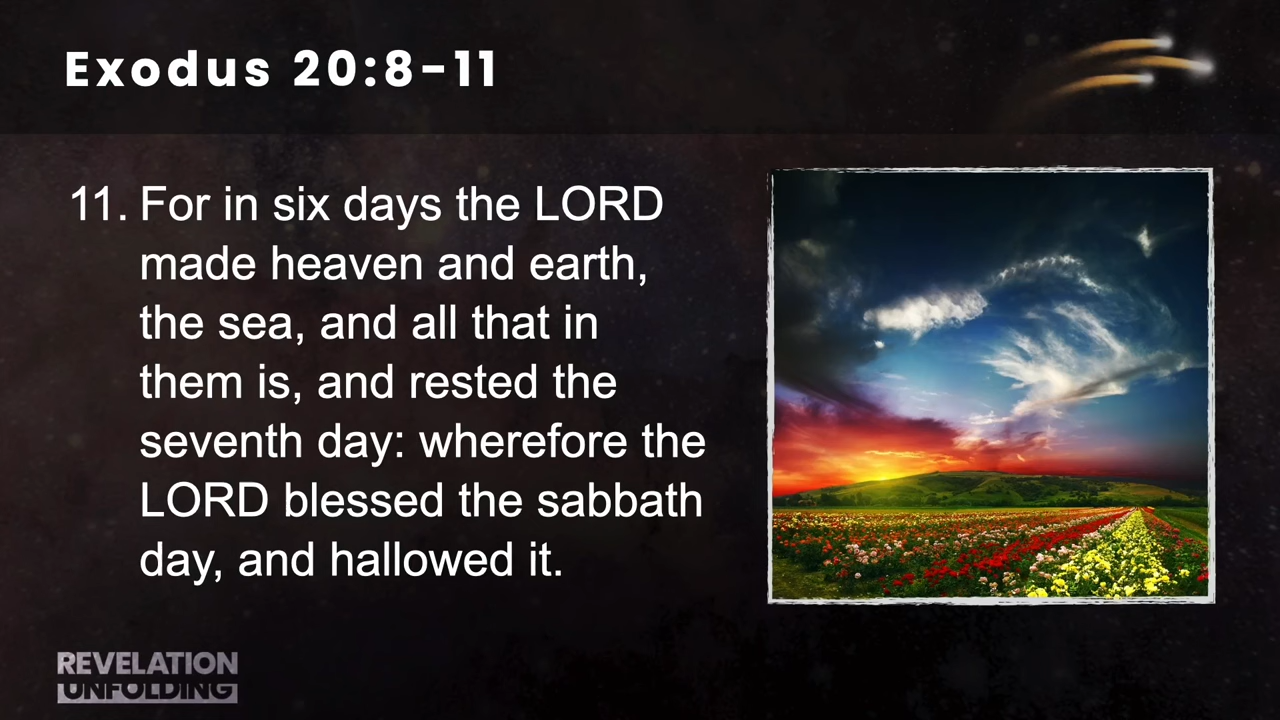 Exodus 20:8-11
11. For in six days the LORD
made heaven and earth,
the sea, and all that in
them is, and rested the
seventh day: wherefore the
LORD blessed the sabbath
day, and hallowed it.
REVELATION
UNFOLDING